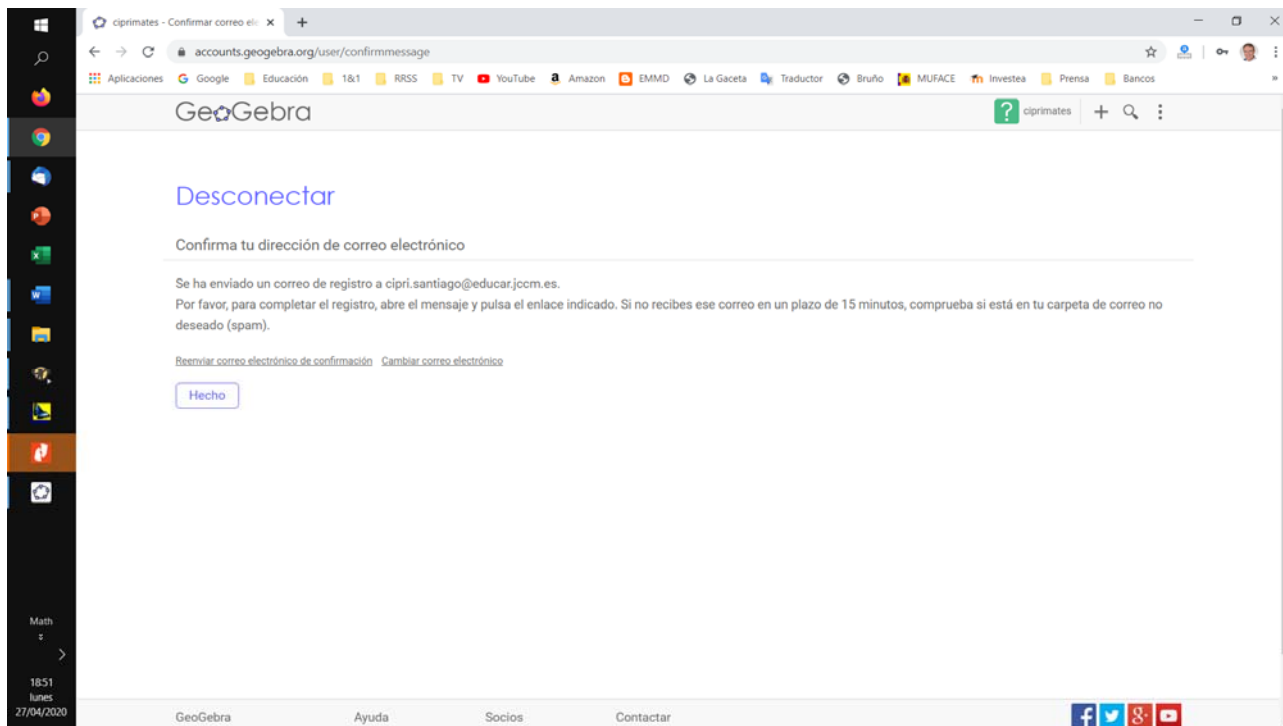 ciprimates - Confirmar correo ele
accounts.geogebra.org/user/confirmmessage
Aplicaciones Google Educación 1&1 RRSS TV YouTube Amazon EMMD La Gaceta Traductor Bruño MUFACE Investea Prensa Bancos »
GeoGebra ciprimates
Desconectar
Confirma tu dirección de correo electrónico
Se ha enviado un correo de registro a cipri.santiago@educar.jccm.es.
Por favor, para completar el registro, abre el mensaje y pulsa el enlace indicado. Si no recibes ese correo en un plazo de 15 minutos, comprueba si está en tu carpeta de correo no
deseado (spam).
Reenviar correo electrónico de confirmación Cambiar correo electrónico
Hecho
Math
18:51
lunes
27/04/2020
GeoGebra Ayuda Socios Contactar